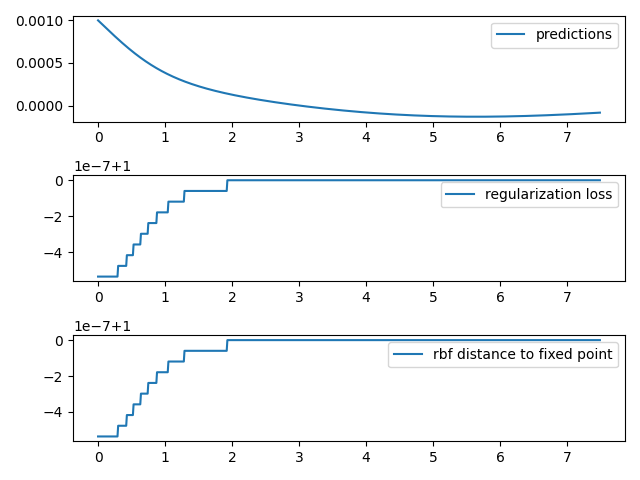 0.0010
0.0005
0.0000
predictions
0 1 2 3 4 5 6 7
1e-7+1
0
−2
−4
regularization loss
0 1 2 3 4 5 6 7
1e-7+1
0
−2
−4
rbf distance to fixed point
0 1 2 3 4 5 6 7